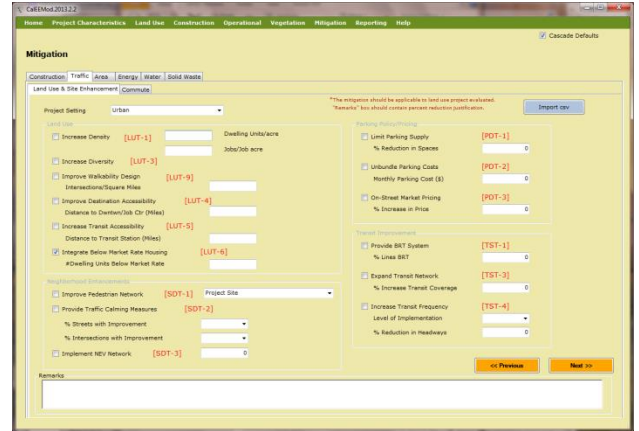 CalEEMod.2013.2.2
Home Project Characteristics Land Use Construction Operational Vegetation Mitigation Reporting Help
Cascade Defaults
Mitigation
Construction Traffic Area Energy Water Solid Waste
Land Use & Site Enhancement Commute
*The mitigation should be applicable to land use project evaluated.
"Remarks" box should contain percent reduction justification.
Import csv
Project Setting Urban
Land Use
Increase Density [LUT-1] Dwelling Units/acre
Jobs/Job acre
Increase Diversity [LUT-3]
Improve Walkability Design [LUT-9]
Intersections/Square Miles
Improve Destination Accessibility [LUT-4]
Distance to Downtwn/Job Ctr (Miles)
Increase Transit Accessibility [LUT-5]
Distance to Transit Station (Miles)
Integrate Below Market Rate Housing [LUT-6]
#Dwelling Units Below Market Rate
Neighborhood Enhancements
Improve Pedestrian Network [SDT-1] Project Site
Provide Traffic Calming Measures [SDT-2]
% Streets with Improvement
% Intersections with Improvement
Implement NEV Network [SDT-3] 0
Parking Policy/Pricing
Limit Parking Supply [PDT-1]
% Reduction in Spaces 0
Unbundle Parking Costs [PDT-2]
Monthly Parking Cost ($) 0
On-Street Market Pricing [PDT-3]
% Increase in Price 0
Transit Improvement
Provide BRT System [TST-1]
% Lines BRT 0
Expand Transit Network [TST-3]
% Increase Transit Coverage 0
Increase Transit Frequency [TST-4]
Level of Implementation
% Reduction in Headways 0
<< Previous Next >>
Remarks